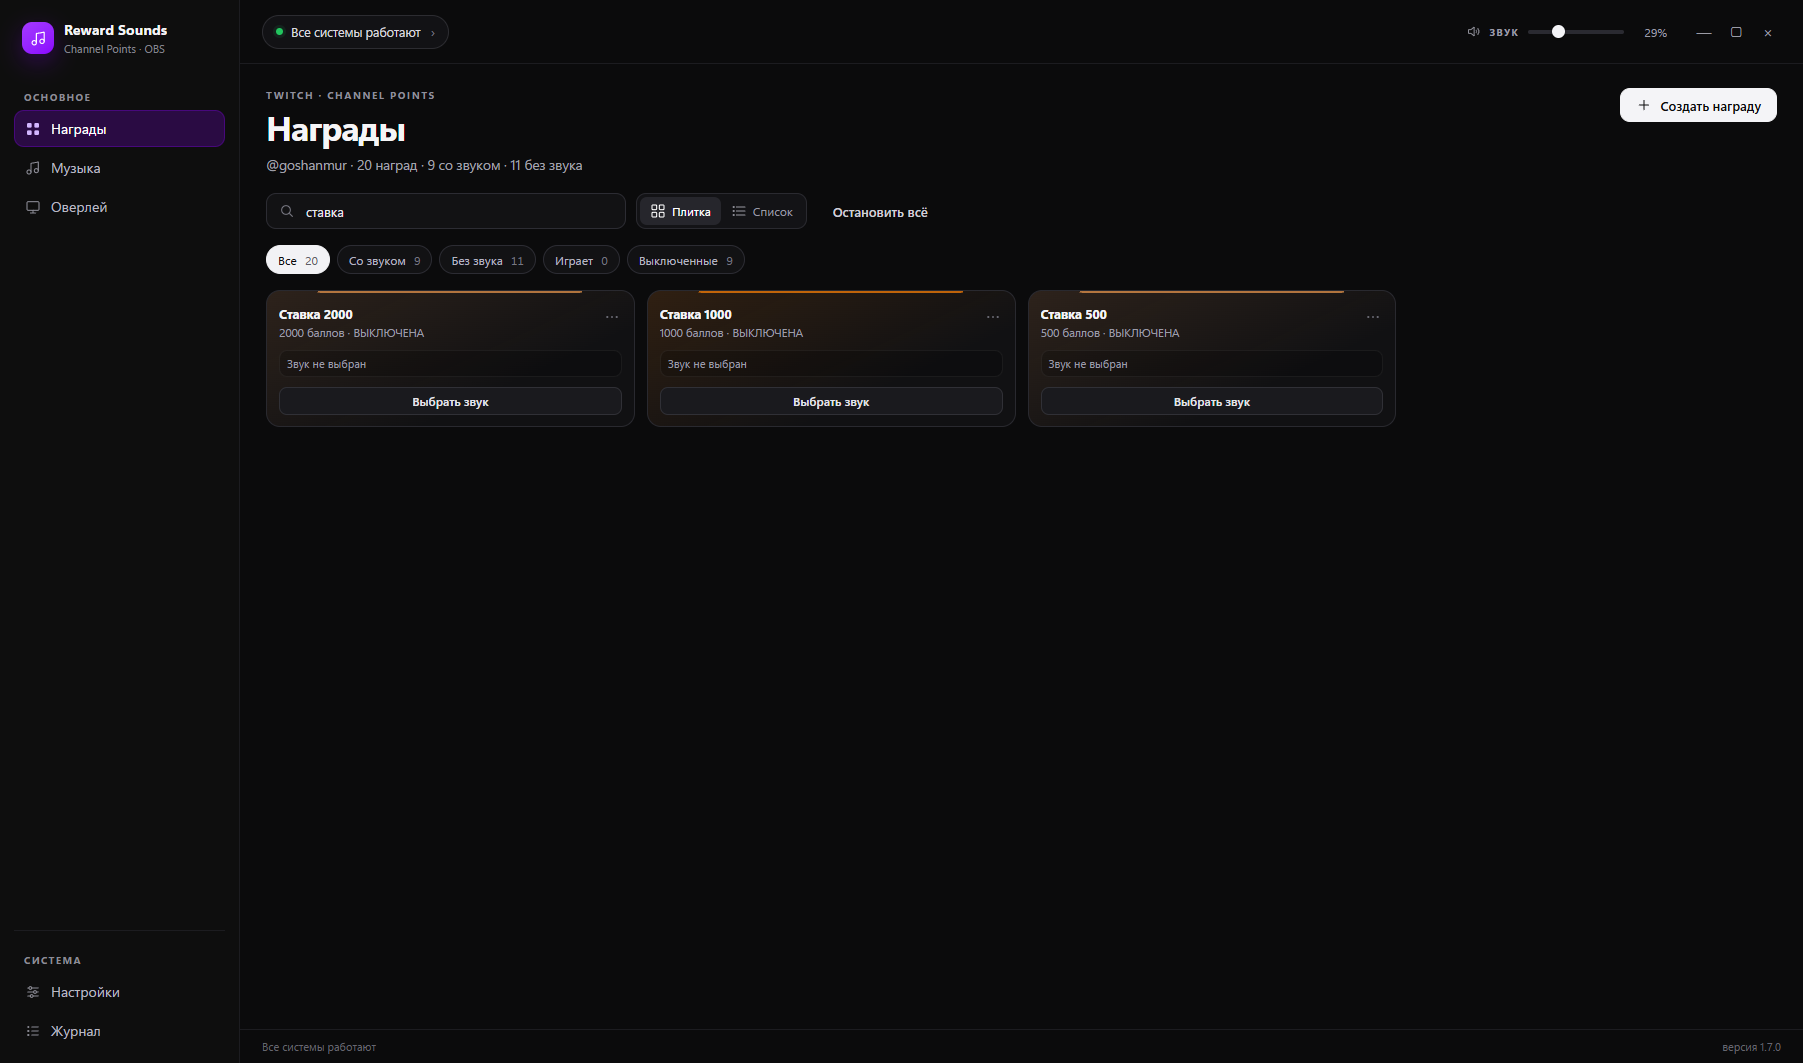 Reward Sounds
Channel Points · OBS
ОСНОВНОЕ
Награды
Музыка
Оверлей
СИСТЕМА
Настройки
Журнал
Все системы работают ›
ЗВУК
29%
TWITCH · CHANNEL POINTS
Награды
@goshanmur · 20 наград · 9 со звуком · 11 без звука
+ Создать награду
ставка
Плитка
Список
Остановить всё
Все 20
Со звуком 9
Без звука 11
Играет 0
Выключенные 9
Ставка 2000
2000 баллов · ВЫКЛЮЧЕНА
Звук не выбран
Выбрать звук
Ставка 1000
1000 баллов · ВЫКЛЮЧЕНА
Звук не выбран
Выбрать звук
Ставка 500
500 баллов · ВЫКЛЮЧЕНА
Звук не выбран
Выбрать звук
Все системы работают
версия 1.7.0